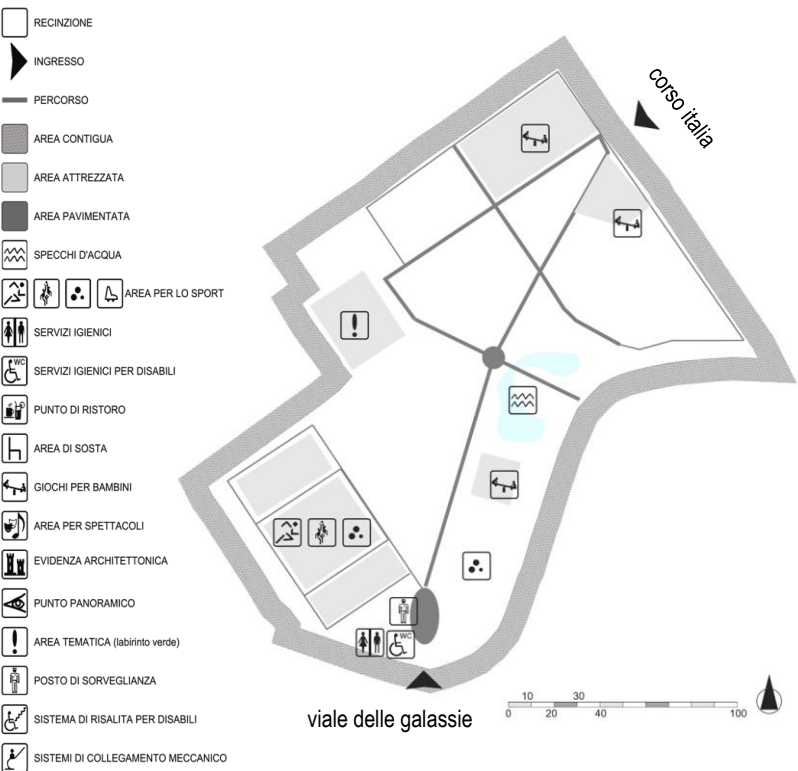 RECINZIONE
INGRESSO
PERCORSO
AREA CONTIGUA
AREA ATTREZZATA
AREA PAVIMENTATA
SPECCHI D'ACQUA
AREA PER LO SPORT
SERVIZI IGIENICI
WC
SERVIZI IGIENICI PER DISABILI
PUNTO DI RISTORO
AREA DI SOSTA
GIOCHI PER BAMBINI
AREA PER SPETTACOLI
EVIDENZA ARCHITETTONICA
PUNTO PANORAMICO
AREA TEMATICA (labirinto verde)
POSTO DI SORVEGLIANZA
SISTEMA DI RISALITA PER DISABILI
SISTEMI DI COLLEGAMENTO MECCANICO
corso italia
WC
viale delle galassie
10 30
0 20 40 100